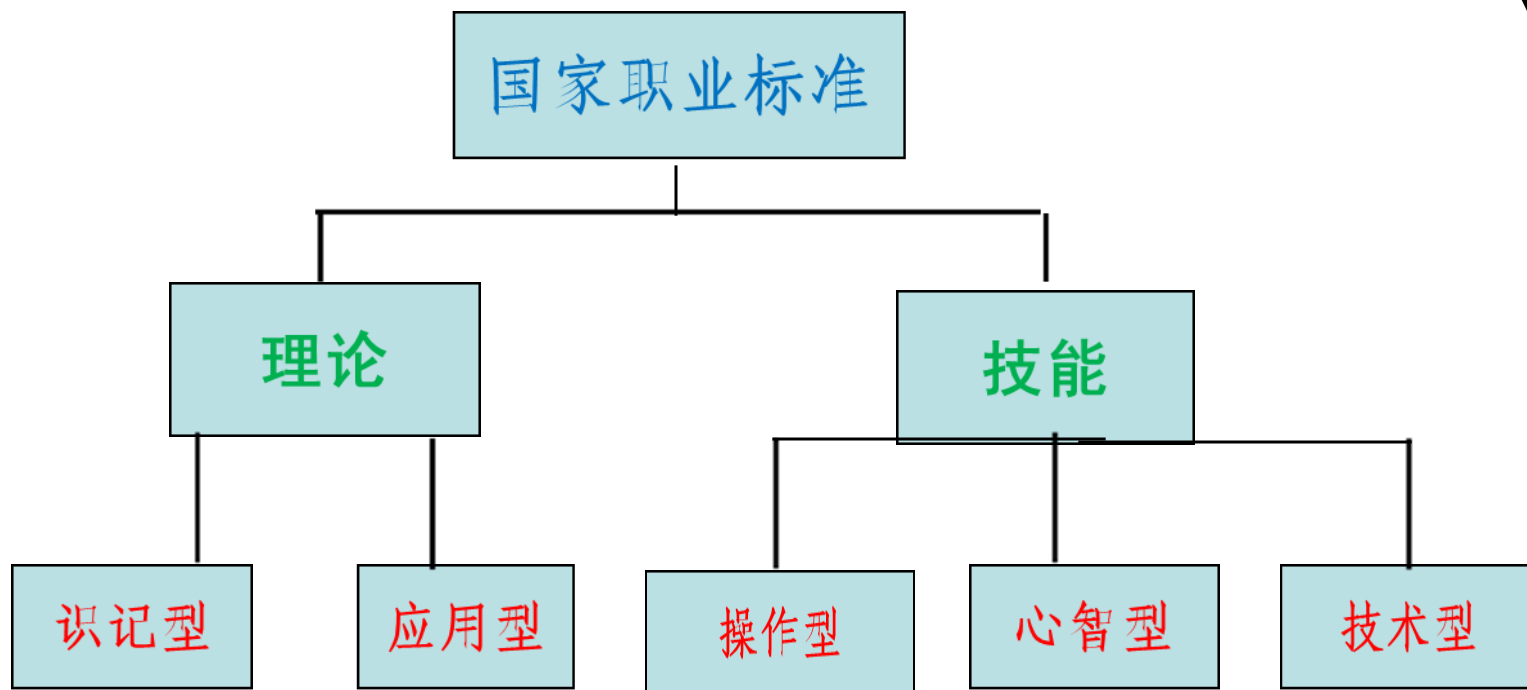 国家职业标准
理论
技能
识记型
应用型
操作型
心智型
技术型